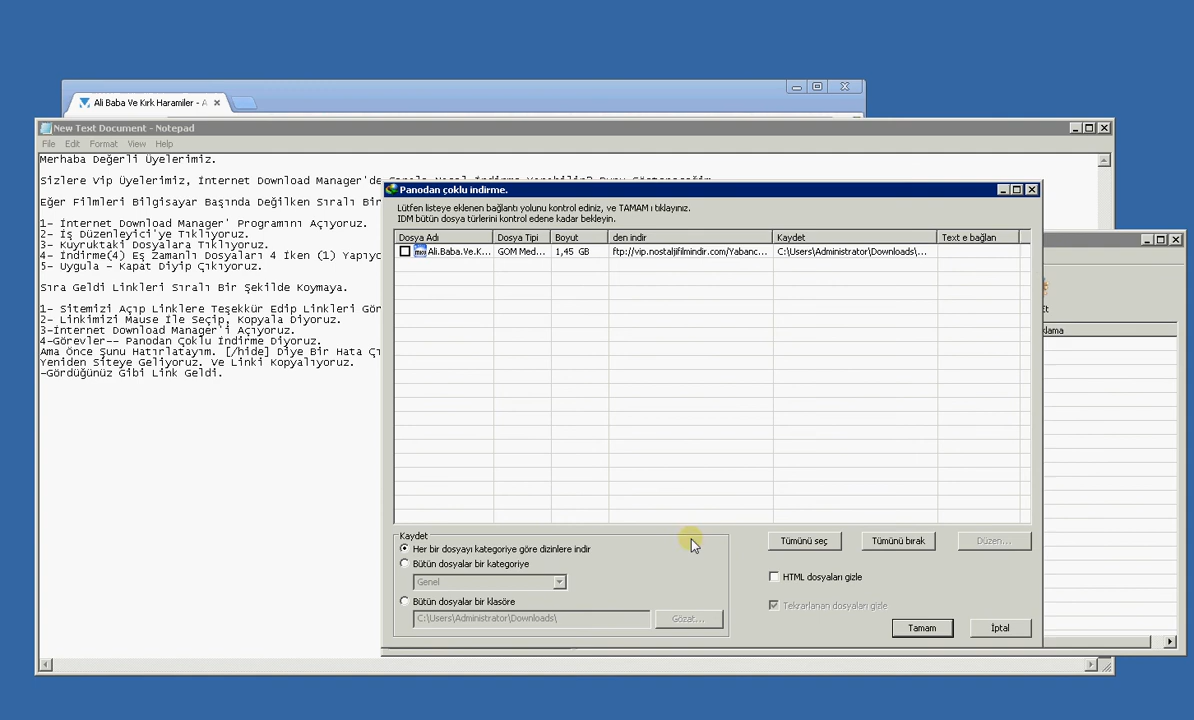 Ali Baba Ve Kırk Haramiler - A
New Text Document - Notepad
File Edit Format View Help
Merhaba Değerli Üyelerimiz.
Sizlere Vip Üyelerimiz, İnternet Download Manager'de
Eğer Filmleri Bilgisayar Başında Değilken Sıralı Bir
1- İnternet Download Manager' Programını Açıyoruz.
2- İş Düzenleyici'ye Tıklıyoruz.
3- Kuyruktaki Dosyalara Tıklıyoruz.
4- İndirme(4) Eş Zamanlı Dosyaları 4 İken (1) Yapıyo
5- Uygula - Kapat Diyip Çıkıyoruz.
Sıra Geldi Linkleri Sıralı Bir Şekilde Koymaya.
1- Sitemizi Açıp Linklere Teşekkür Edip Linkleri Gör
2- Linkimizi Mause İle Seçip, Kopyala Diyoruz.
3-İnternet Download Manager'i Açıyoruz.
4-Görevler-- Panodan Çoklu İndirme Diyoruz.
Ama Önce Şunu Hatırlatayım. [/hide] Diye Bir Hata Çı
Yeniden Siteye Geliyoruz. Ve Linki Kopyalıyoruz.
-Gördüğünüz Gibi Link Geldi.
Panodan çoklu indirme.
Lütfen listeye eklenen bağlantı yolunu kontrol ediniz, ve TAMAM ı tıklayınız.
IDM bütün dosya türlerini kontrol edene kadar bekleyin.
Dosya Adı Dosya Tipi Boyut den indir Kaydet Text e bağlan
Ali.Baba.Ve.K... GOM Med... 1,45 GB ftp://vip.nostaljifilmindir.com/Yabanc... C:\Users\Administrator\Downloads\...
Kaydet
Her bir dosyayı kategoriye göre dizinlere indir
Bütün dosyalar bir kategoriye
Genel
Bütün dosyalar bir klasöre
C:\Users\Administrator\Downloads\
Gözat...
Tümünü seç Tümünü bırak Düzen...
HTML dosyaları gizle
Tekrarlanan dosyaları gizle
Tamam İptal
Et
klama